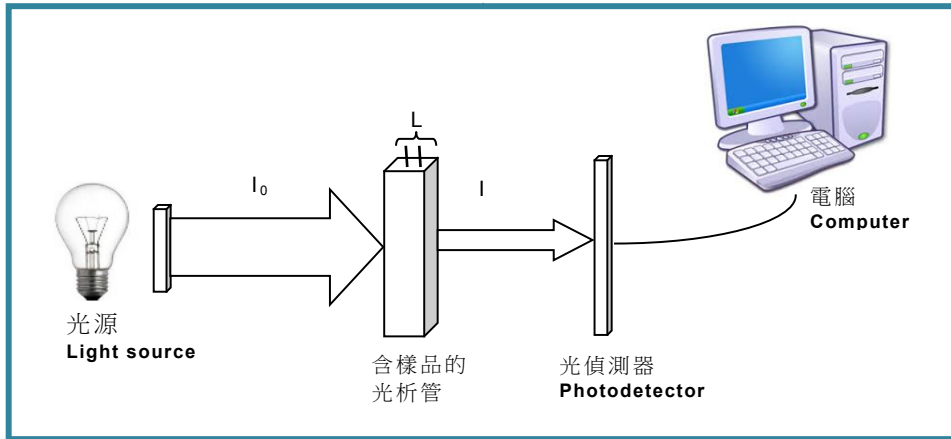 L
I₀
I
光源
Light source
含樣品的
光析管
光偵測器
Photodetector
電腦
Computer